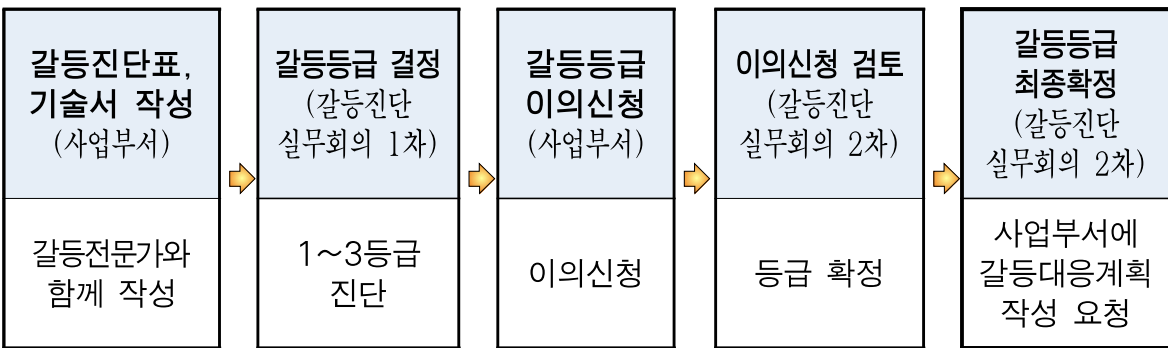 갈등진단표,
기술서 작성
(사업부서)
갈등전문가와
함께 작성
갈등등급 결정
(갈등진단
실무회의 1차)
1~3등급
진단
갈등등급
이의신청
(사업부서)
이의신청
이의신청 검토
(갈등진단
실무회의 2차)
등급 확정
갈등등급
최종확정
(갈등진단
실무회의 2차)
사업부서에
갈등대응계획
작성 요청